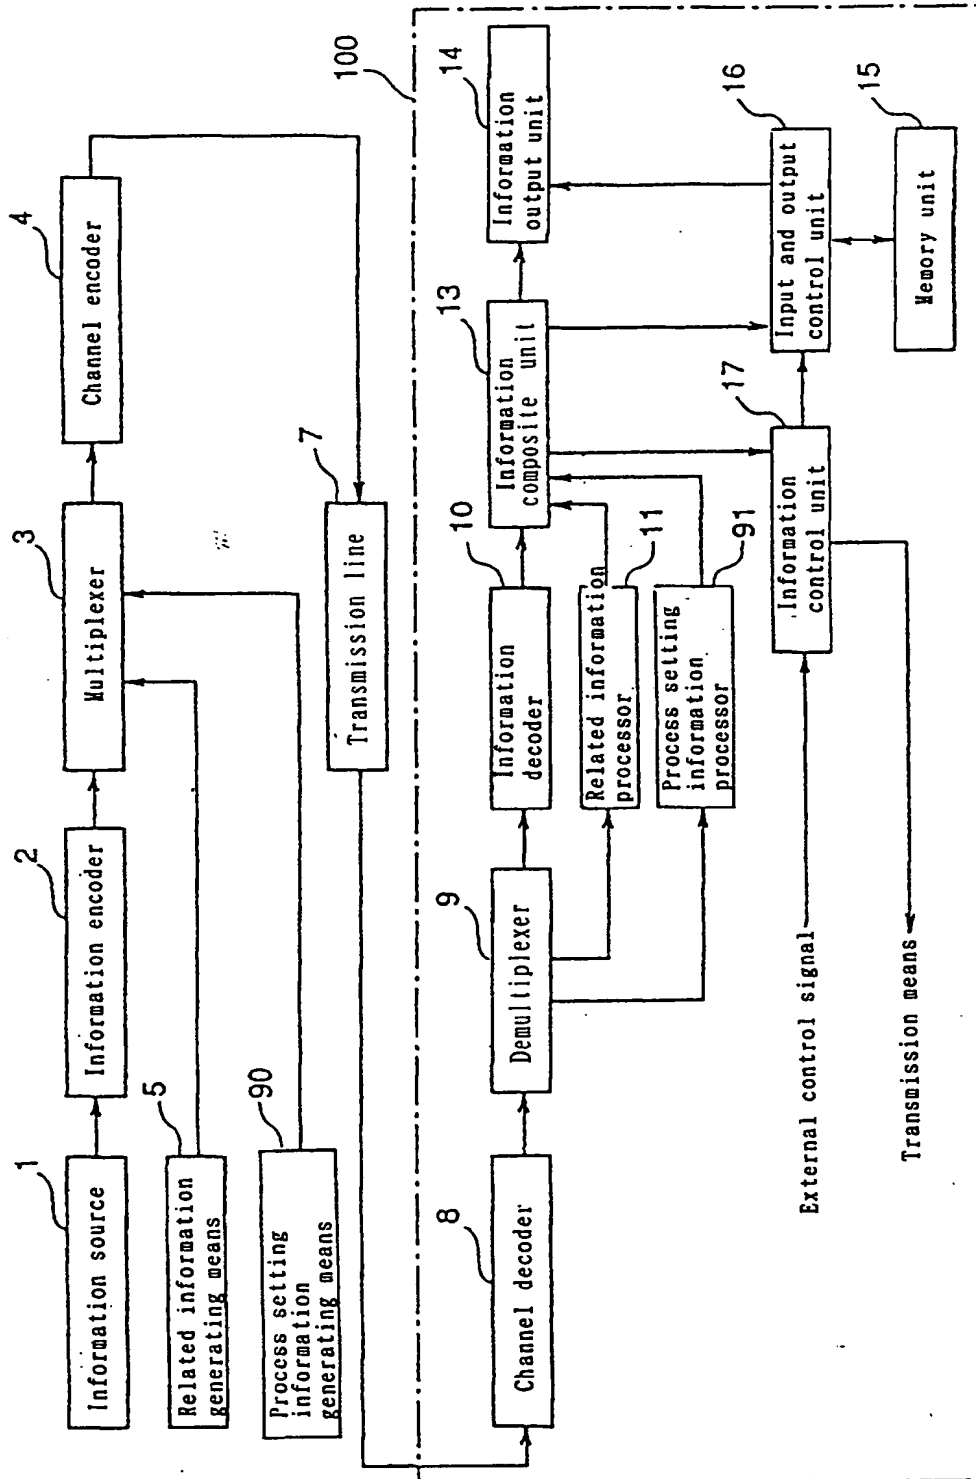 1
Information source
2
Information encoder
3
Multiplexer
4
Channel encoder
5
Related information
generating means
90
Process setting
information
generating means
7
Transmission line
100
8
Channel decoder
9
Demultiplexer
10
Information
decoder
11
Related information
processor
91
Process setting
information
processor
13
Information
composite unit
14
Information
output unit
17
Information
control unit
16
Input and output
control unit
15
Memory unit
External control signal
Transmission means